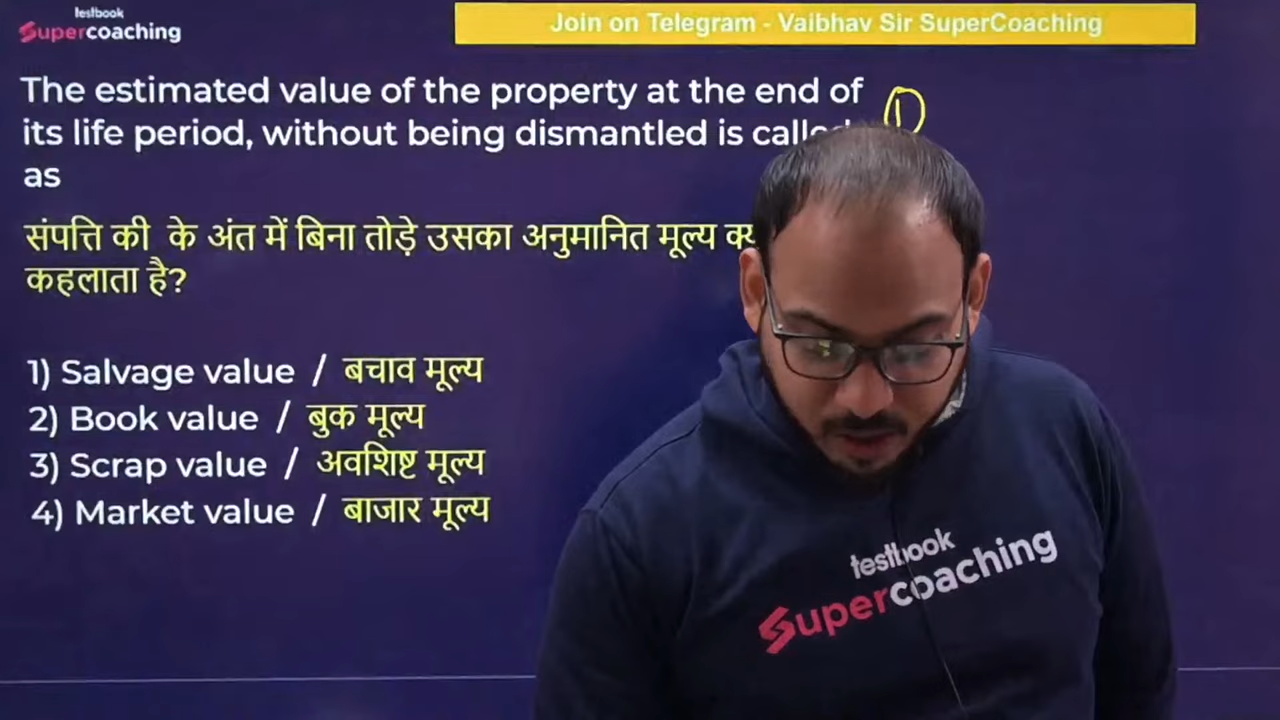 testbook
Supercoaching
Join on Telegram - Vaibhav Sir SuperCoaching
The estimated value of the property at the end of
its life period, without being dismantled is
as
1
संपत्ति की के अंत में बिना तोड़े उसका अनुमानित मूल्य
कहलाता है?
1) Salvage value / बचाव मूल्य
2) Book value / बुक मूल्य
3) Scrap value / अवशिष्ट मूल्य
4) Market value / बाजार मूल्य
testbook
Supercoaching